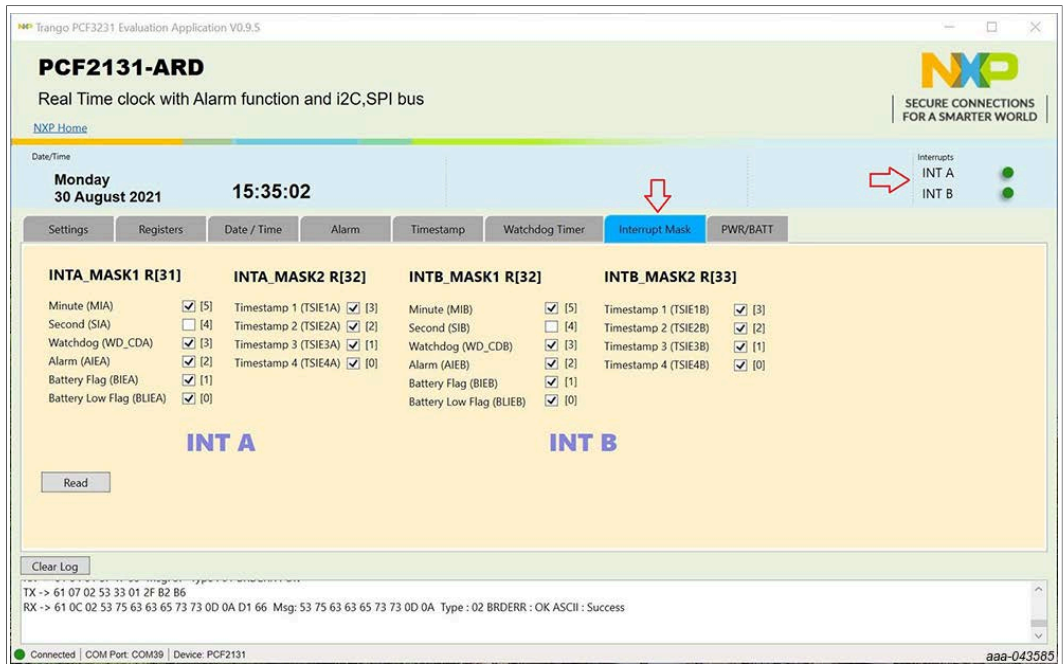 Trango PCF3231 Evaluation Application V0.9.5
PCF2131-ARD
Real Time clock with Alarm function and i2C,SPI bus
NXP Home
NXP
SECURE CONNECTIONS
FOR A SMARTER WORLD
Date/Time
Monday
30 August 2021
15:35:02
Interrupts
INT A
INT B
Settings Registers Date / Time Alarm Timestamp Watchdog Timer Interrupt Mask PWR/BATT
INTA_MASK1 R[31]
Minute (MIA) [5]
Second (SIA) [4]
Watchdog (WD_CDA) [3]
Alarm (AIEA) [2]
Battery Flag (BIEA) [1]
Battery Low Flag (BLIEA) [0]
INTA_MASK2 R[32]
Timestamp 1 (TSIE1A) [3]
Timestamp 2 (TSIE2A) [2]
Timestamp 3 (TSIE3A) [1]
Timestamp 4 (TSIE4A) [0]
INT A
INTB_MASK1 R[32]
Minute (MIB) [5]
Second (SIB) [4]
Watchdog (WD_CDB) [3]
Alarm (AIEB) [2]
Battery Flag (BIEB) [1]
Battery Low Flag (BLIEB) [0]
INTB_MASK2 R[33]
Timestamp 1 (TSIE1B) [3]
Timestamp 2 (TSIE2B) [2]
Timestamp 3 (TSIE3B) [1]
Timestamp 4 (TSIE4B) [0]
INT B
Read
Clear Log
TX -> 61 07 02 53 33 01 2F B2 B6
RX -> 61 0C 02 53 75 63 63 65 73 73 0D 0A D1 66 Msg: 53 75 63 63 65 73 73 0D 0A Type : 02 BRDERR : OK ASCII : Success
Connected COM Port: COM39 Device: PCF2131
aaa-043585